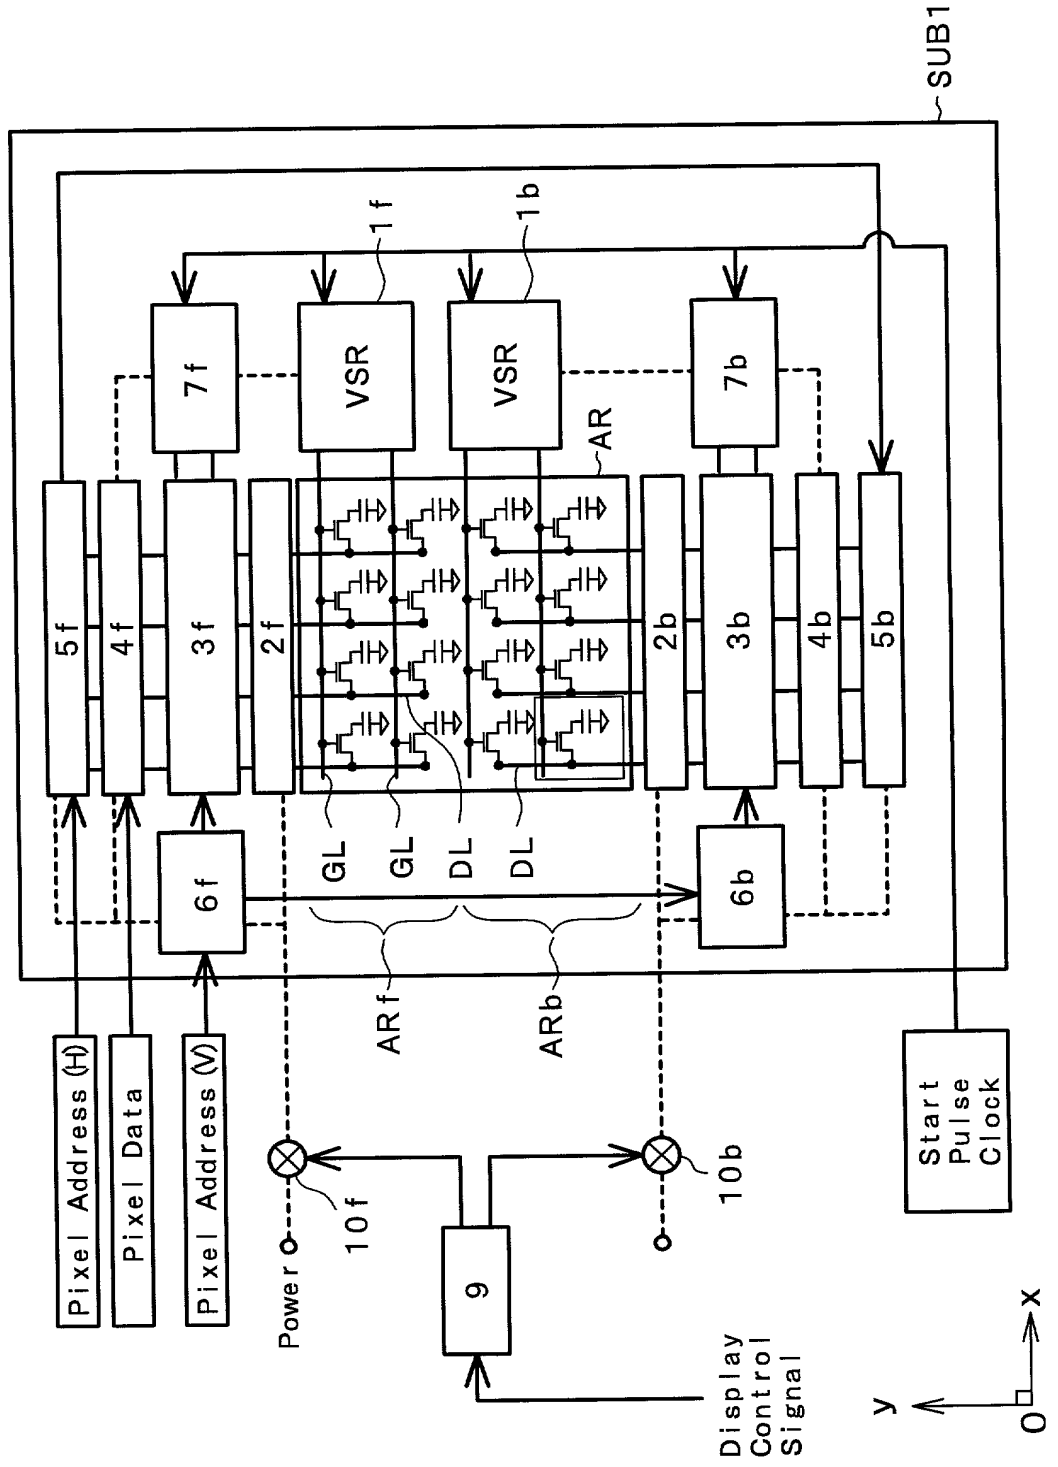 SUB1
1f
1b
7f
VSR
VSR
7b
AR
5f
4f
3f
2f
2b
3b
4b
5b
GL
GL
DL
DL
6f
6b
ARf
ARb
Pixel Address(H)
Pixel Data
Pixel Address(V)
Power
10f
10b
9
Start
Pulse
Clock
Display
Control
Signal
y
x
0